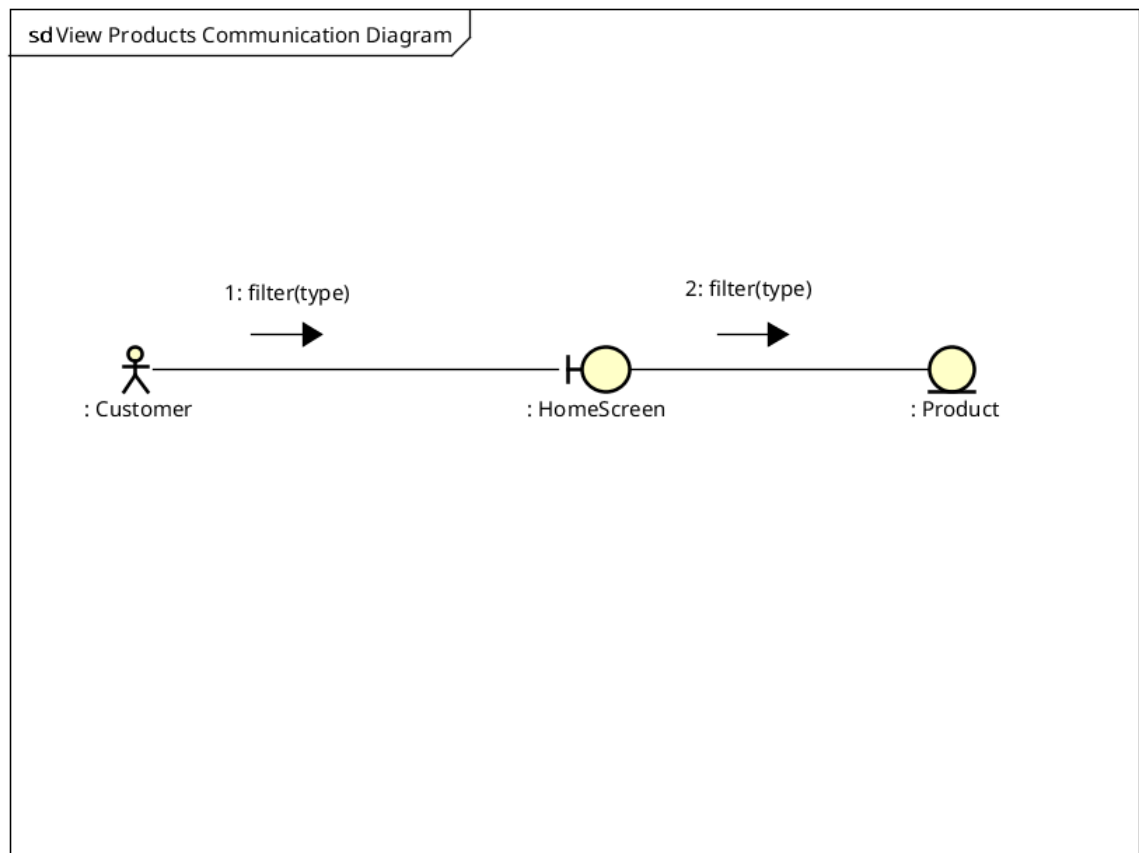 sd View Products Communication Diagram
1: filter(type)
2: filter(type)
: Customer
: HomeScreen
: Product